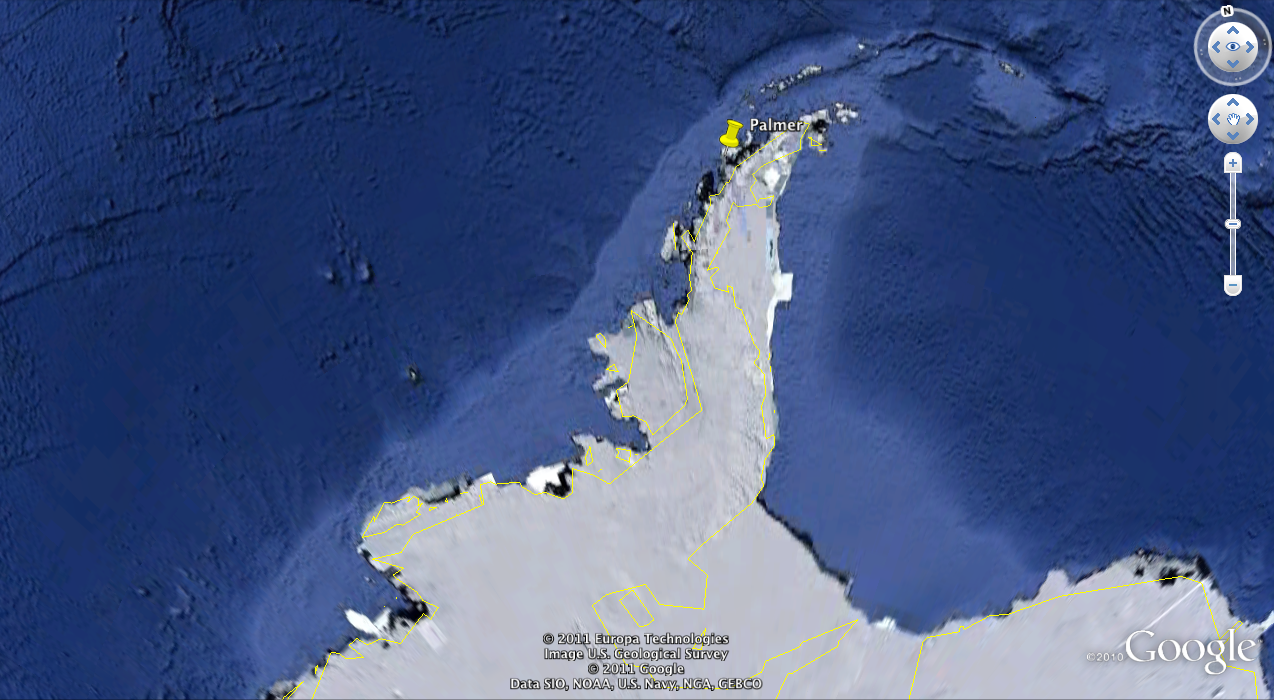 N
Palmer
© 2011 Europa Technologies
Image U.S. Geological Survey
© 2011 Google
Data SIO, NOAA, U.S. Navy, NGA, GEBCO
©2010 Google